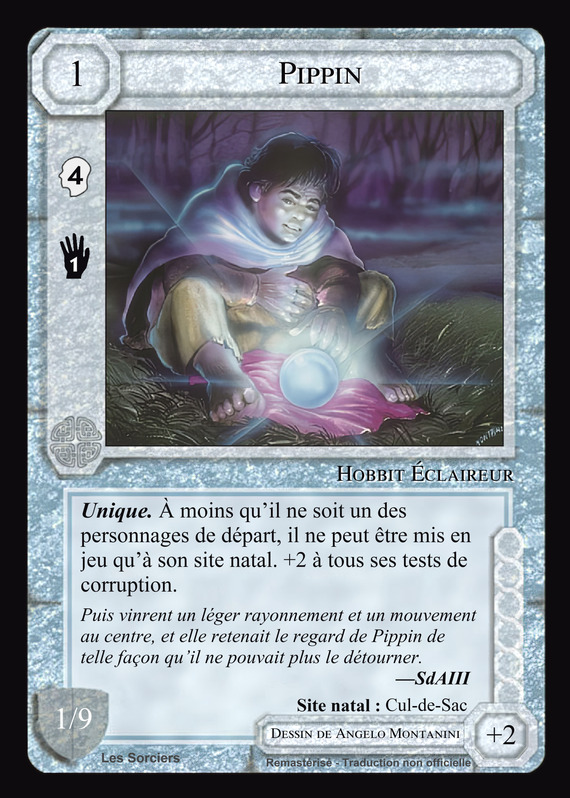 1
Pippin
4
1
Hobbit Éclaireur
Unique. À moins qu'il ne soit un des
personnages de départ, il ne peut être mis en
jeu qu'à son site natal. +2 à tous ses tests de
corruption.
Puis vinrent un léger rayonnement et un mouvement
au centre, et elle retenait le regard de Pippin de
telle façon qu'il ne pouvait plus le détourner.
—SdAIII
Site natal : Cul-de-Sac
1/9
Dessin de Angelo Montanini
+2
Les Sorciers
Remastérisé - Traduction non officielle